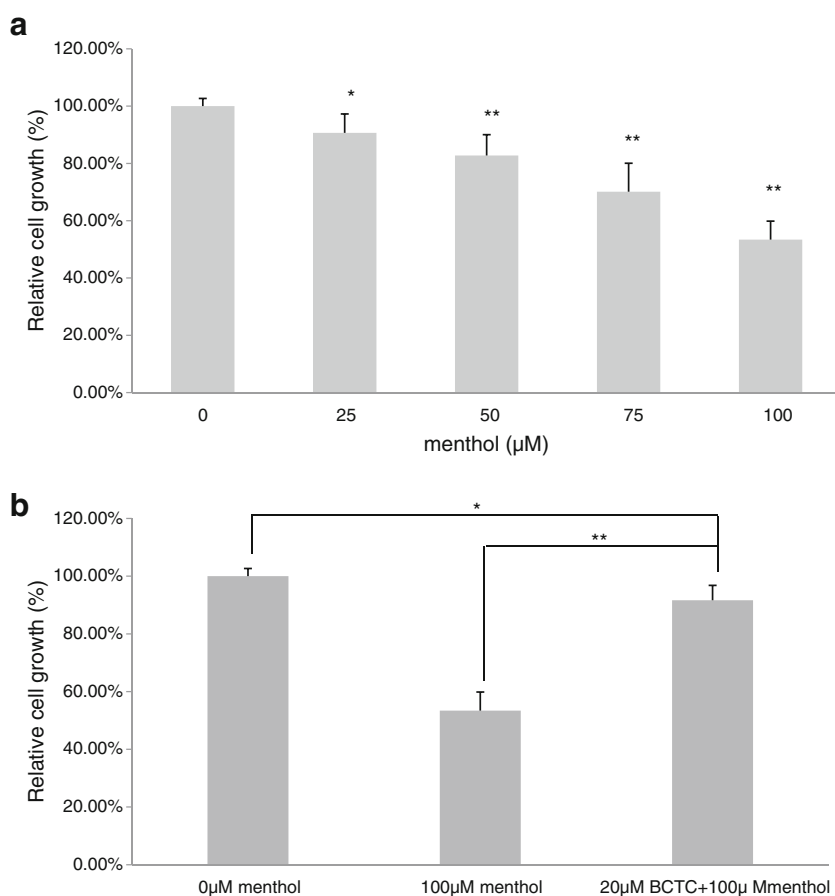 a
120.00%
100.00%
80.00%
60.00%
40.00%
20.00%
0.00%
Relative cell growth (%)
*
**
**
**
0 25 50 75 100
menthol (μM)
b
120.00%
100.00%
80.00%
60.00%
40.00%
20.00%
0.00%
Relative cell growth (%)
*
**
0μM menthol 100μM menthol 20μM BCTC+100μ Mmenthol